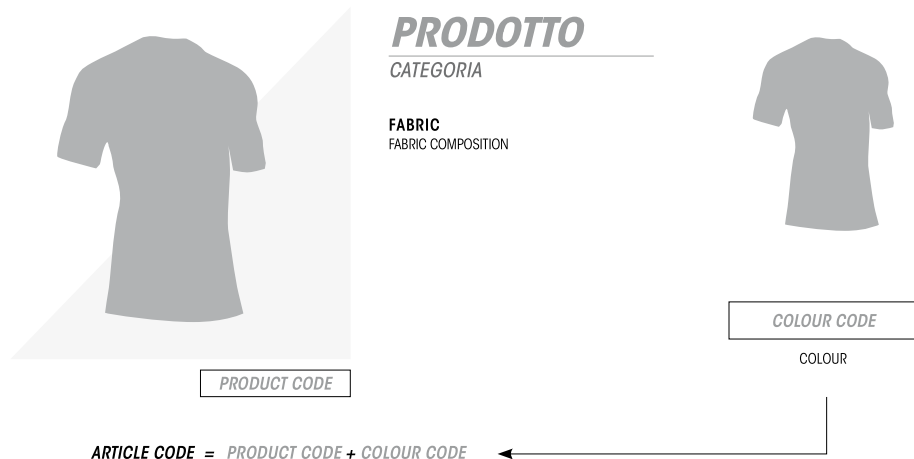 PRODOTTO
CATEGORIA
FABRIC
FABRIC COMPOSITION
COLOUR CODE
COLOUR
PRODUCT CODE
ARTICLE CODE = PRODUCT CODE + COLOUR CODE